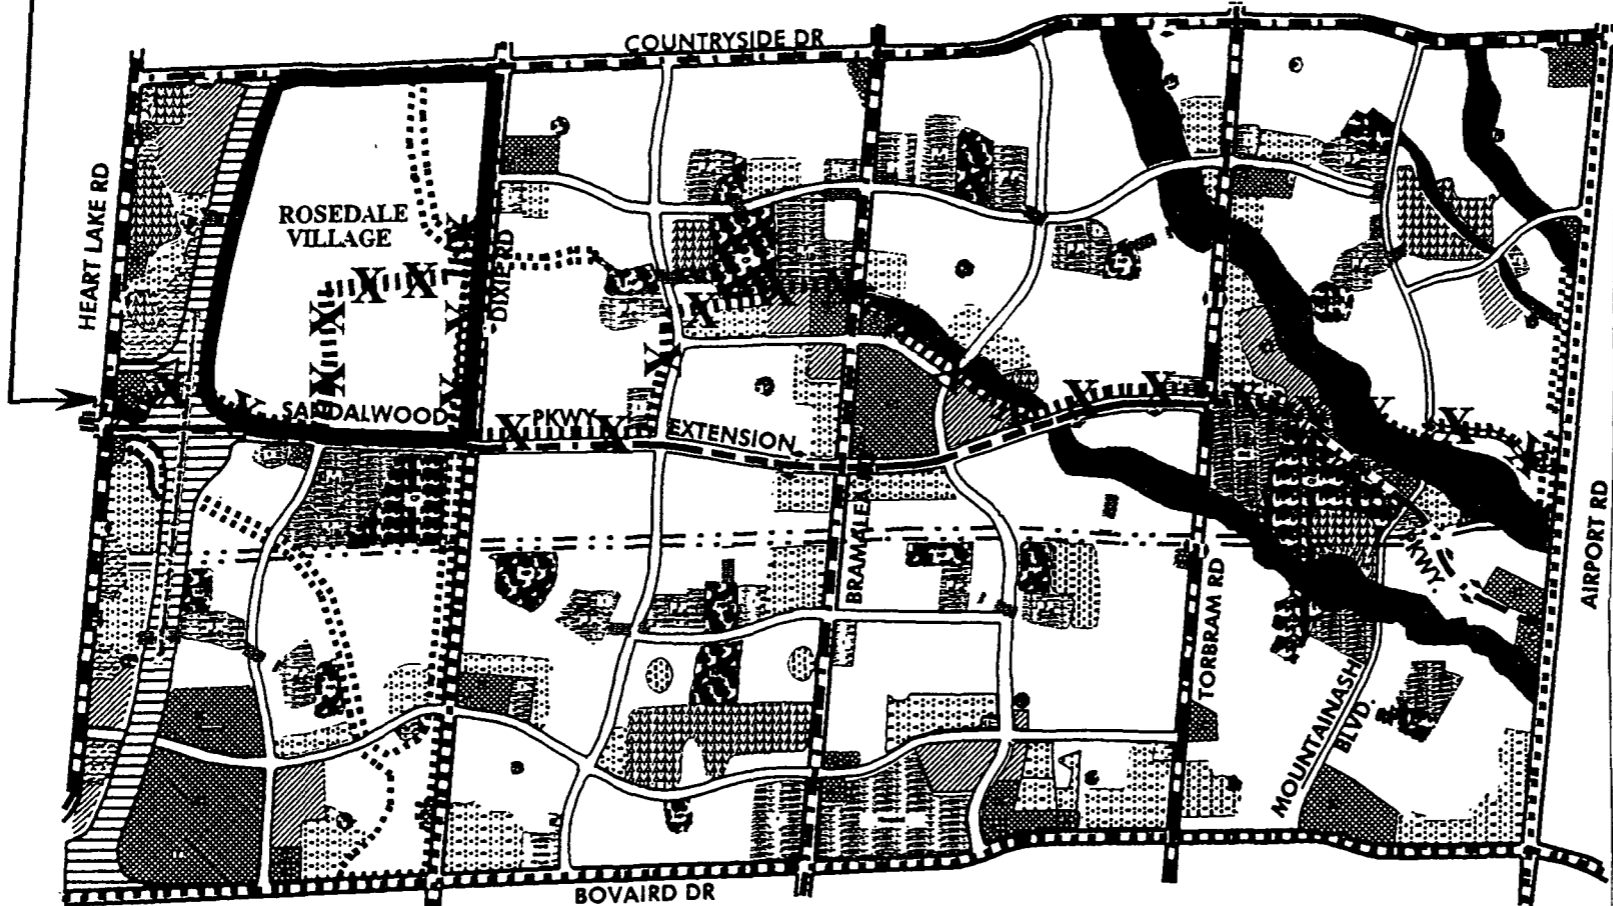 COUNTRYSIDE DR
HEART LAKE RD
ROSEDALE
VILLAGE
DIXIE RD
SANDALWOOD
PKWY
EXTENSION
BRAMALEA
PKWY
TORBRAM RD
AIRPORT RD
MOUNTAINASH
BLVD.
BOVAIRD DR